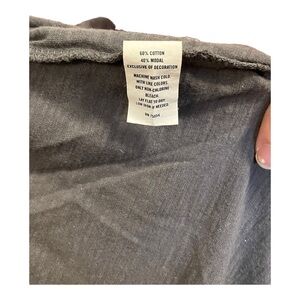 60% COTTON
40% MODAL
EXCLUSIVE OF DECORATION
MACHINE WASH COLD
WITH LIKE COLORS.
ONLY NON-CHLORINE
BLEACH.
LAY FLAT TO DRY.
LOW IRON IF NEEDED.
RN